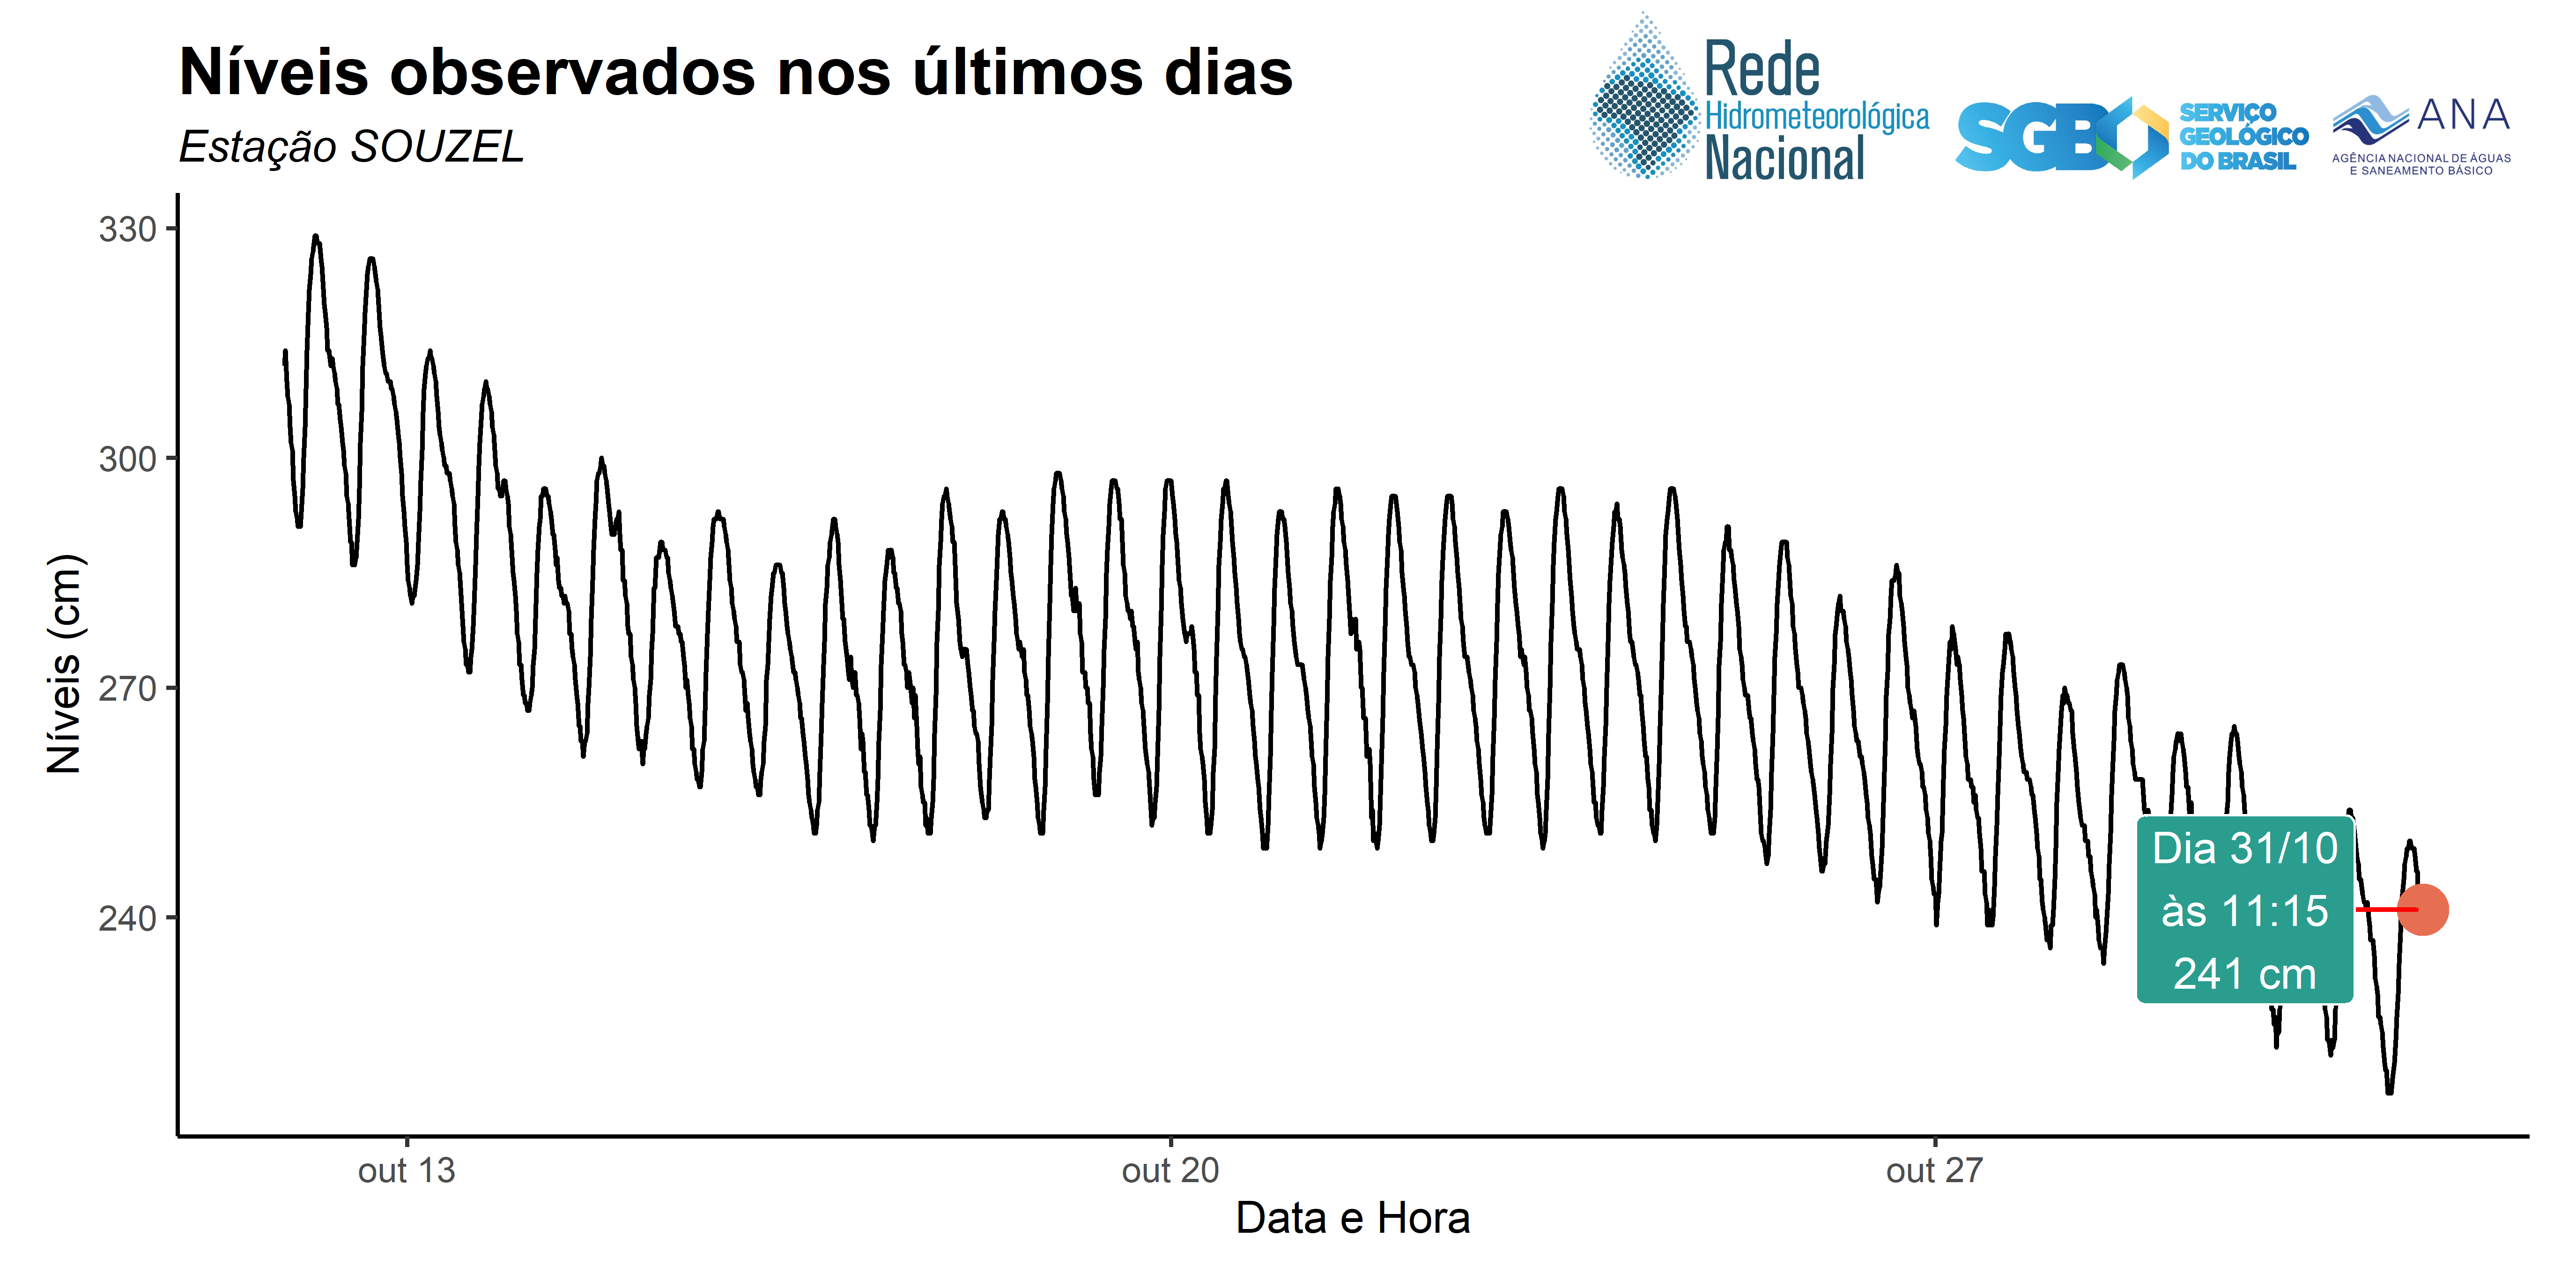 Níveis observados nos últimos dias
Estação SOUZEL
Rede
Hidrometeorológica
Nacional
SGB
SERVIÇO
GEOLÓGICO
DO BRASIL
ANA
AGÊNCIA NACIONAL DE ÁGUAS
E SANEAMENTO BÁSICO
330
300
270
240
Níveis (cm)
Dia 31/10
às 11:15
241 cm
out 13
out 20
out 27
Data e Hora